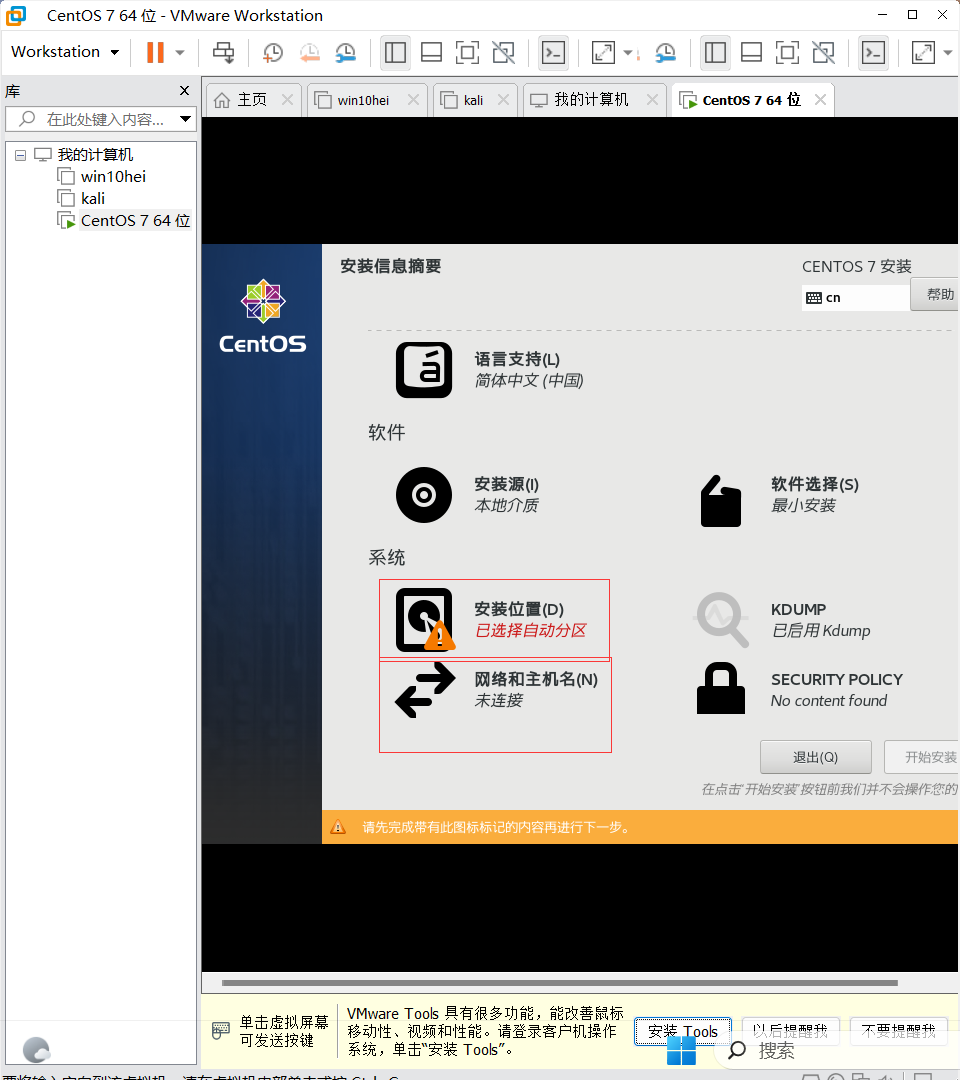 CentOS 7 64 位 - VMware Workstation
Workstation
库
在此处键入内容...
我的计算机
win10hei
kali
CentOS 7 64 位
主页
win10hei
kali
我的计算机
CentOS 7 64 位
CentOS
安装信息摘要
CENTOS 7 安装
cn
帮助
语言支持(L)
简体中文 (中国)
软件
安装源(I)
本地介质
软件选择(S)
最小安装
系统
安装位置(D)
已选择自动分区
KDUMP
已启用 Kdump
网络和主机名(N)
未连接
SECURITY POLICY
No content found
退出(Q)
开始安装
在点击'开始安装'按钮前我们并不会操作您的
请先完成带有此图标标记的内容再进行下一步。
单击虚拟屏幕
可发送按键
VMware Tools 具有很多功能，能改善鼠标
移动性、视频和性能。请登录客户机操作
系统，单击“安装 Tools”。
安装 Tools
以后提醒我
不要提醒我
搜索